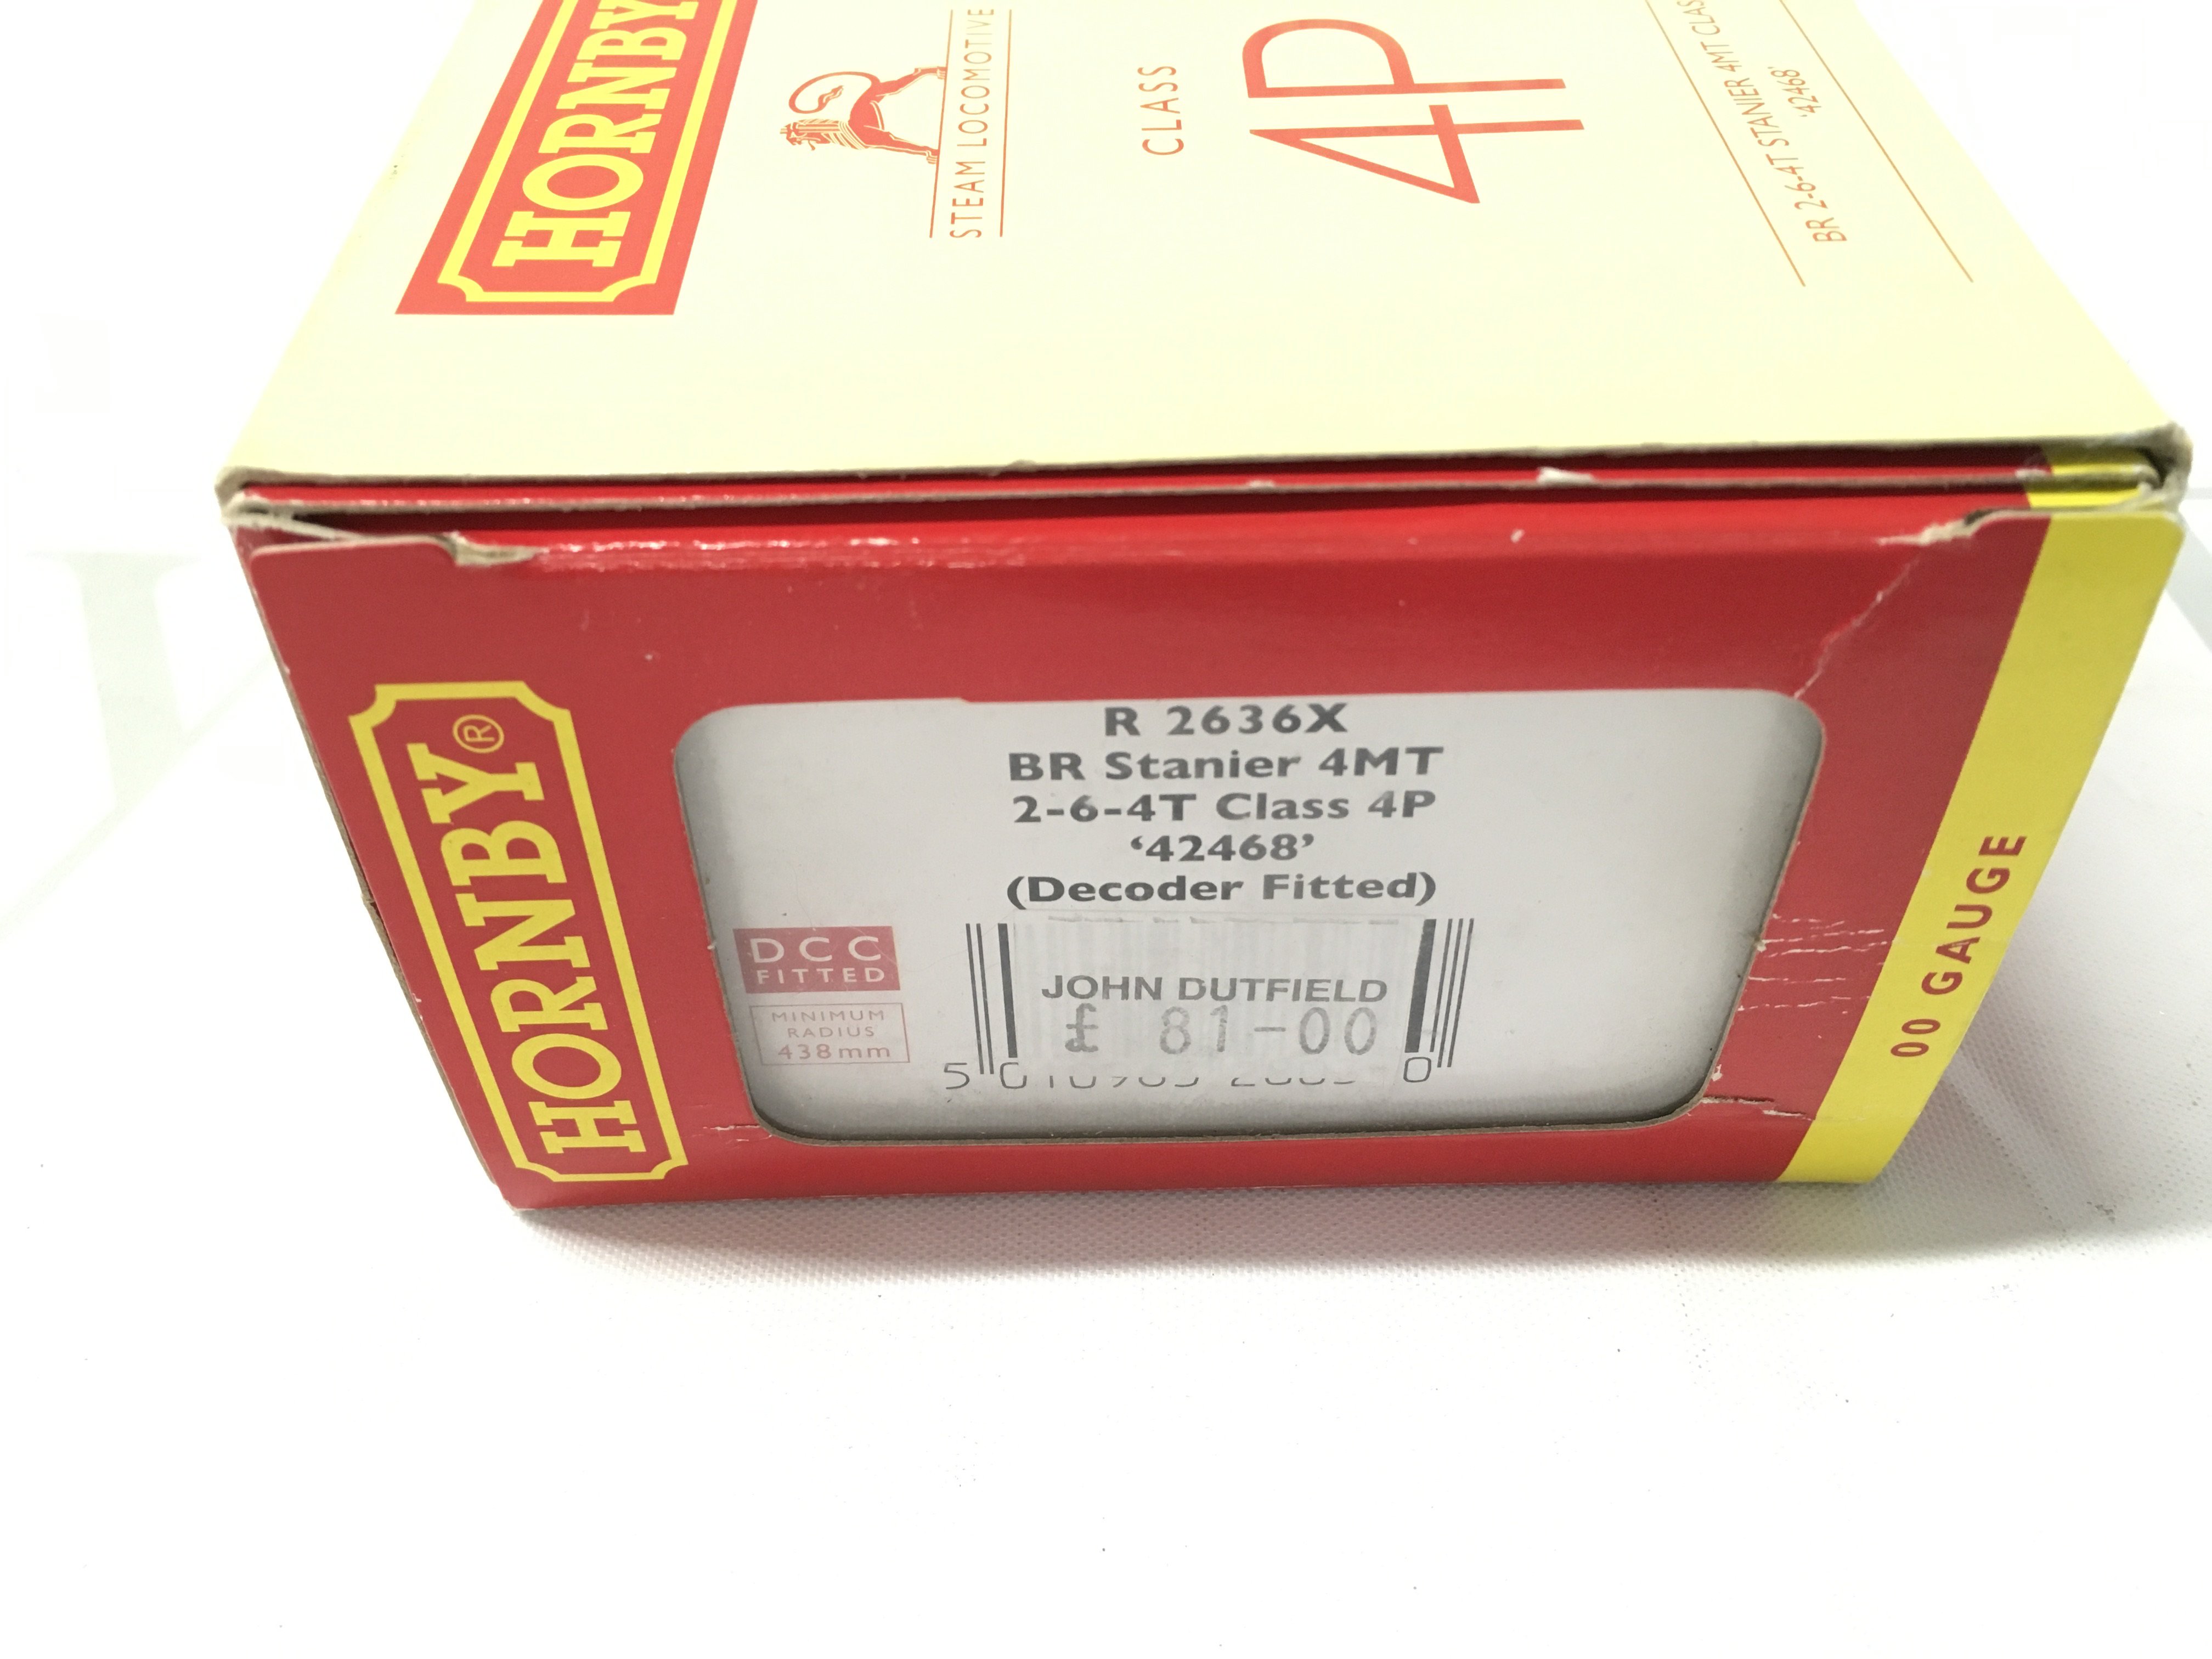 HORNBY
STEAM LOCOMOTIVE
CLASS
4P
BR 2-6-4T STANIER 4MT
'42468'
HORNBY®
R 2636X
BR Stanier 4MT
2-6-4T Class 4P
‘42468’
(Decoder Fitted)
DCC
FITTED
MINIMUM
RADIUS
438mm
JOHN DUTFIELD
£ 81-00
00 GAUGE